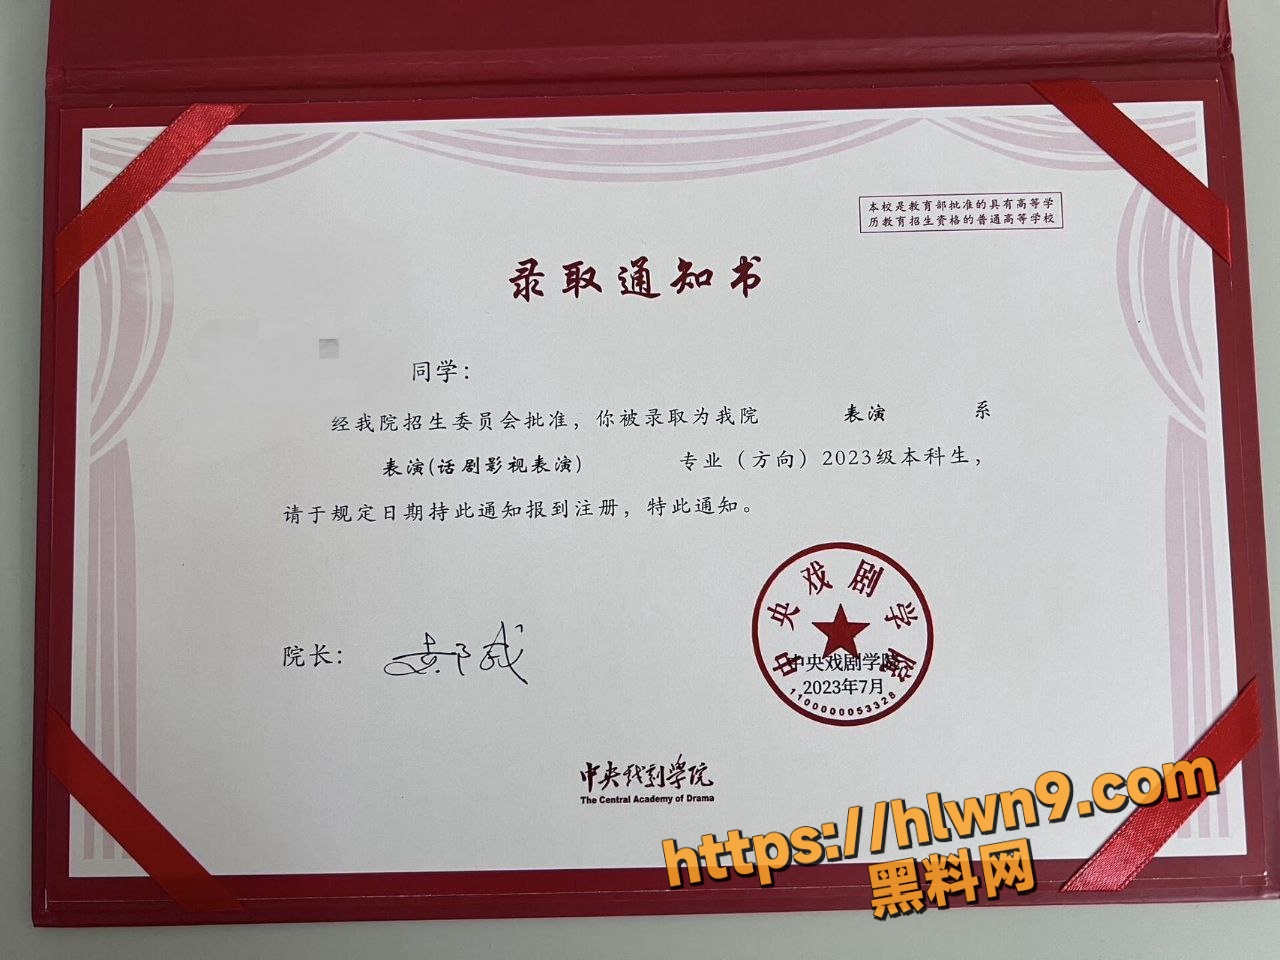 本校是教育部批准的具有高等学
历教育招生资格的普通高等学校
录取通知书
同学：
经我院招生委员会批准，你被录取为我院 表演 系
表演(话剧影视表演) 专业（方向）2023级本科生，
请于规定日期持此通知报到注册，特此通知。
院长：
中央戏剧学院
中央戏剧学院
2023年7月
1100000053328
中央戏剧学院
The Central Academy of Drama
https://hlwn9.com
黑料网